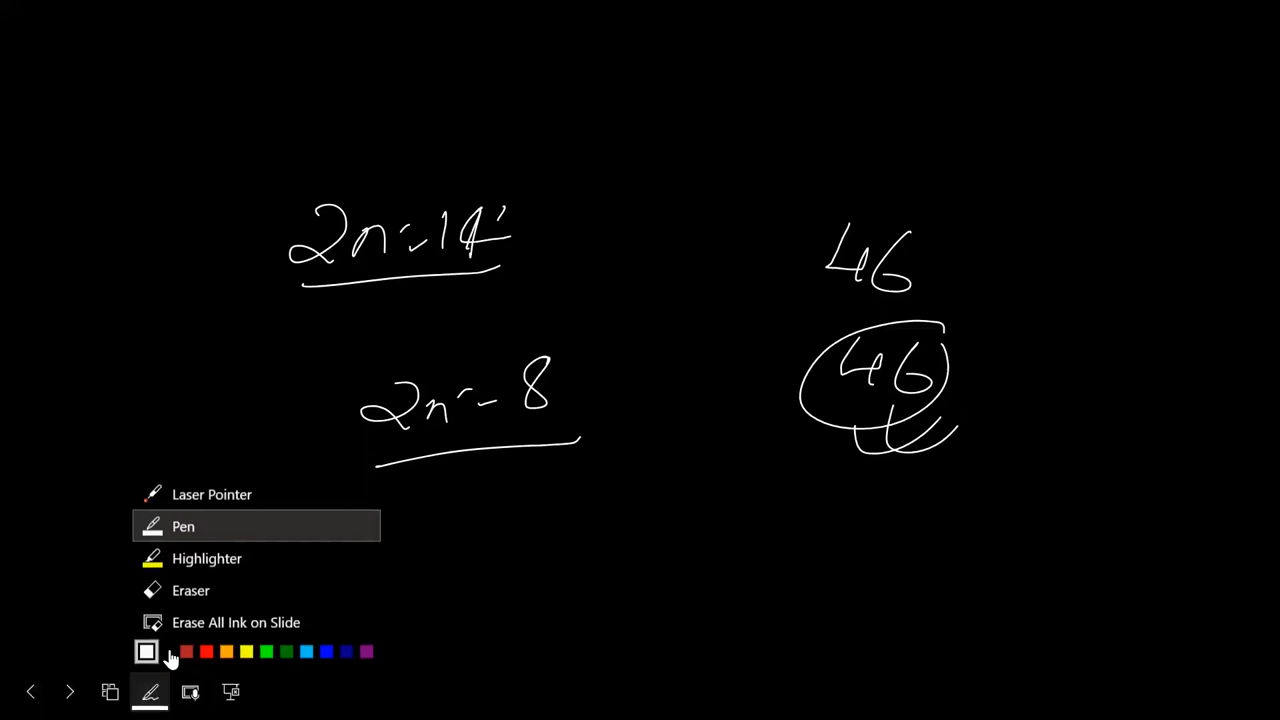 2n=14
46
46
2n=8
Laser Pointer
Pen
Highlighter
Eraser
Erase All Ink on Slide